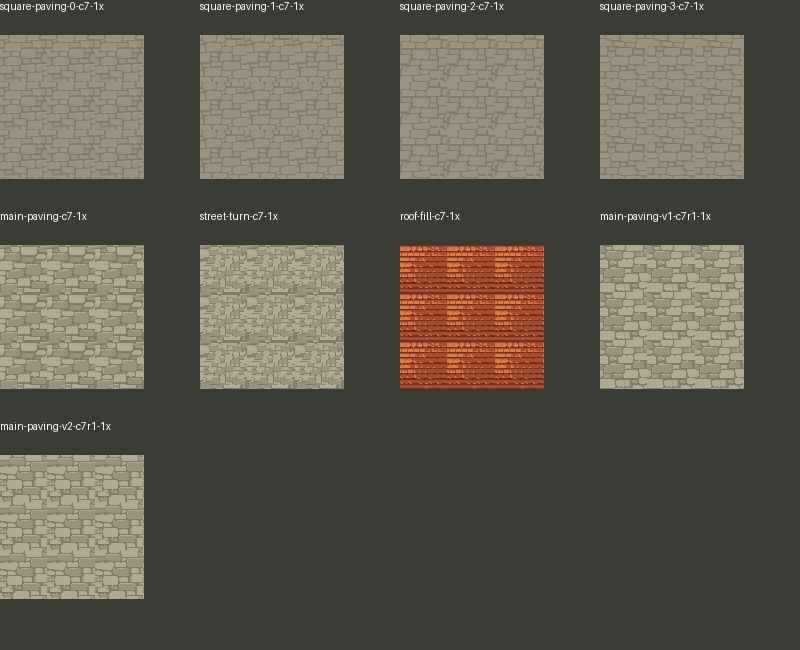 square-paving-0-c7-1x
square-paving-1-c7-1x
square-paving-2-c7-1x
square-paving-3-c7-1x
main-paving-c7-1x
street-turn-c7-1x
roof-fill-c7-1x
main-paving-v1-c7r1-1x
main-paving-v2-c7r1-1x